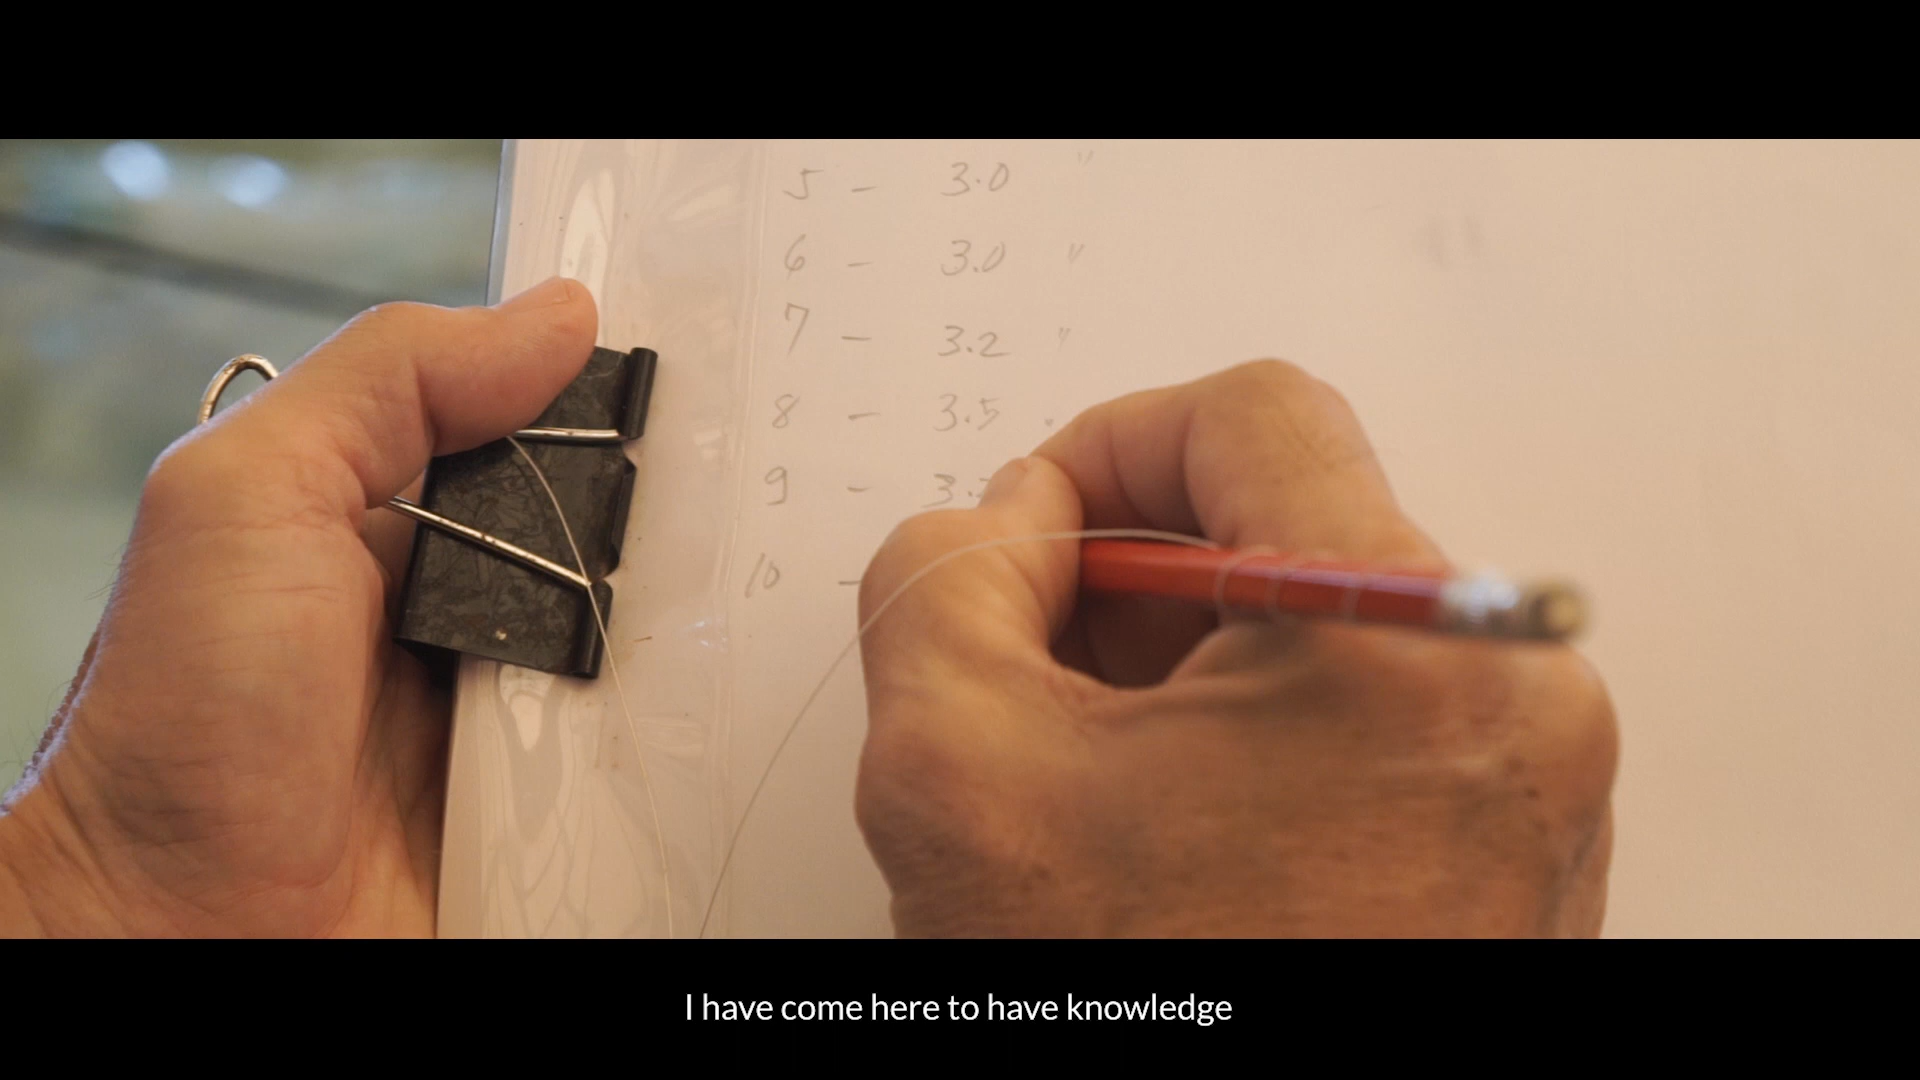 5 - 3.0 "
6 - 3.0 "
7 - 3.2 "
8 - 3.5
9 - 3.
10 -
I have come here to have knowledge